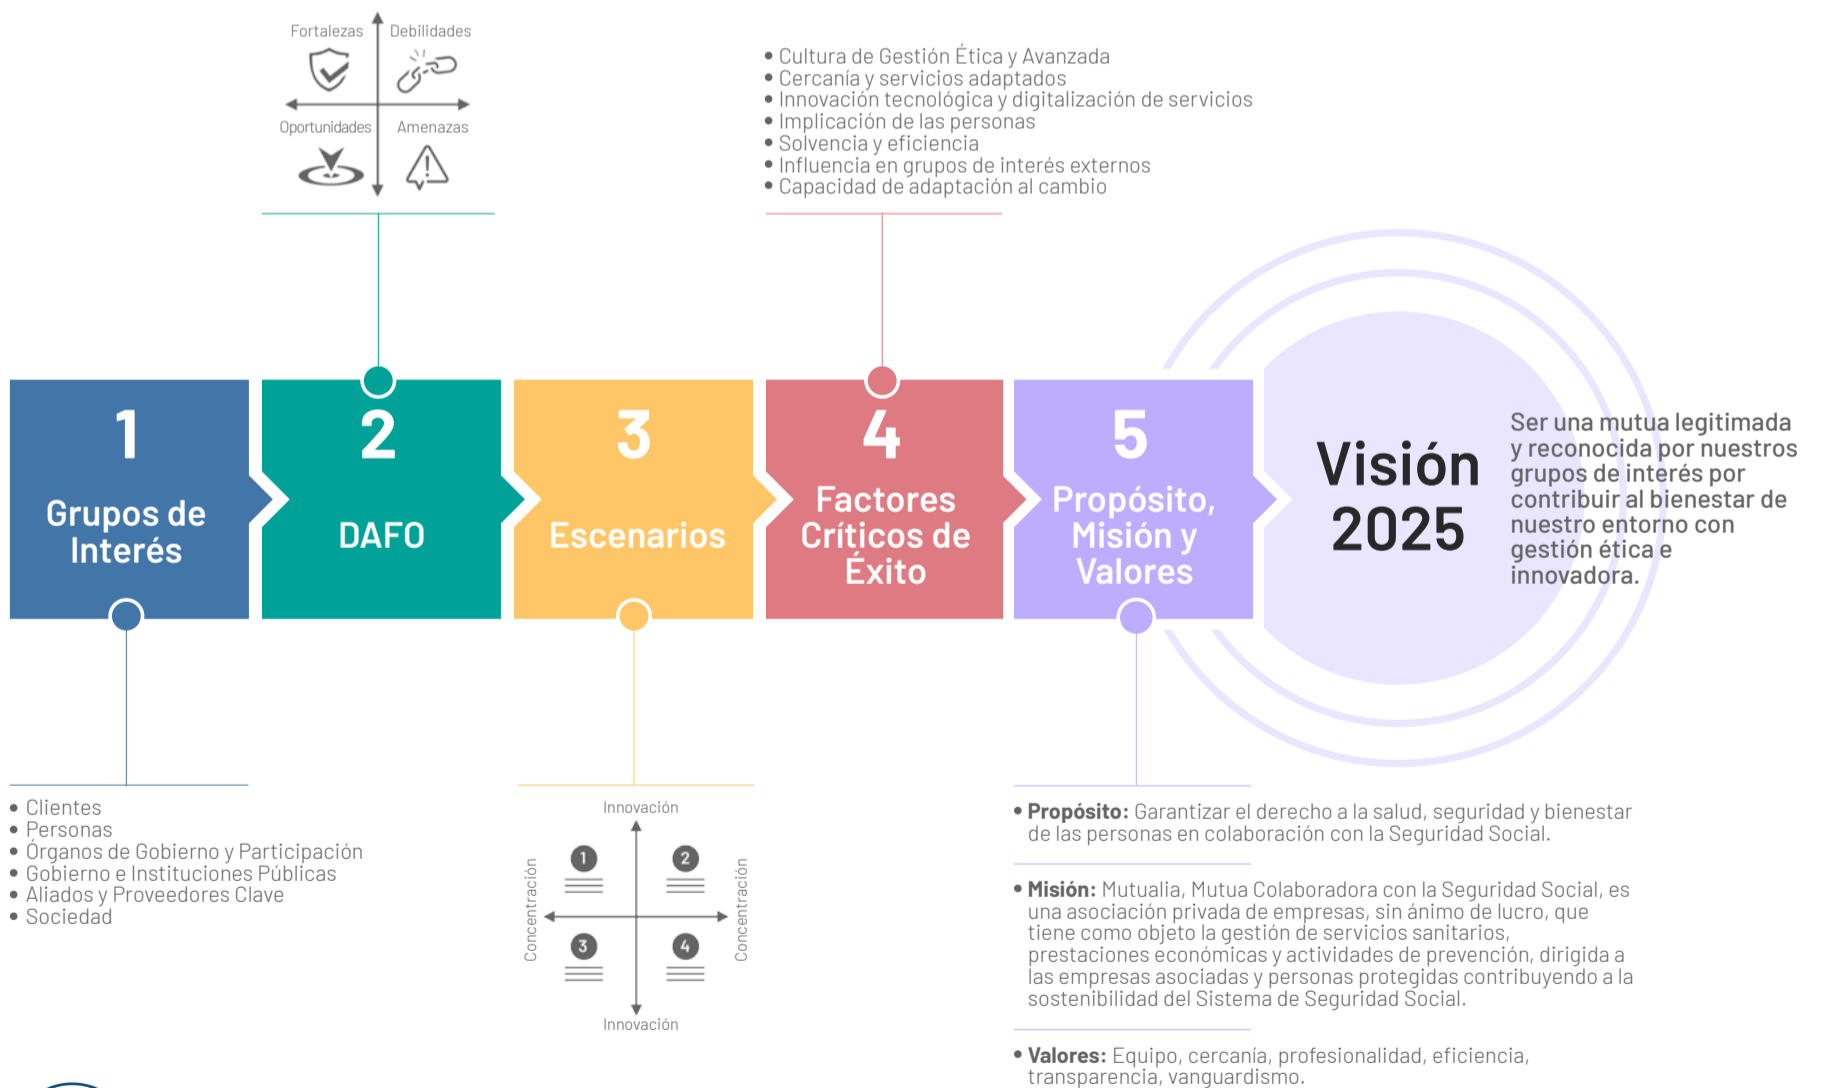 Fortalezas
Debilidades
Oportunidades
Amenazas
• Cultura de Gestión Ética y Avanzada
• Cercanía y servicios adaptados
• Innovación tecnológica y digitalización de servicios
• Implicación de las personas
• Solvencia y eficiencia
• Influencia en grupos de interés externos
• Capacidad de adaptación al cambio
1
Grupos de
Interés
2
DAFO
3
Escenarios
4
Factores
Críticos de
Éxito
5
Propósito,
Misión y
Valores
Visión
2025
Ser una mutua legitimada
y reconocida por nuestros
grupos de interés por
contribuir al bienestar de
nuestro entorno con
gestión ética e
innovadora.
• Clientes
• Personas
• Órganos de Gobierno y Participación
• Gobierno e Instituciones Públicas
• Aliados y Proveedores Clave
• Sociedad
Innovación
Concentración
1
2
3
4
Concentración
Innovación
• Propósito: Garantizar el derecho a la salud, seguridad y bienestar
de las personas en colaboración con la Seguridad Social.
• Misión: Mutualia, Mutua Colaboradora con la Seguridad Social, es
una asociación privada de empresas, sin ánimo de lucro, que
tiene como objeto la gestión de servicios sanitarios,
prestaciones económicas y actividades de prevención, dirigida a
las empresas asociadas y personas protegidas contribuyendo a la
sostenibilidad del Sistema de Seguridad Social.
• Valores: Equipo, cercanía, profesionalidad, eficiencia,
transparencia, vanguardismo.